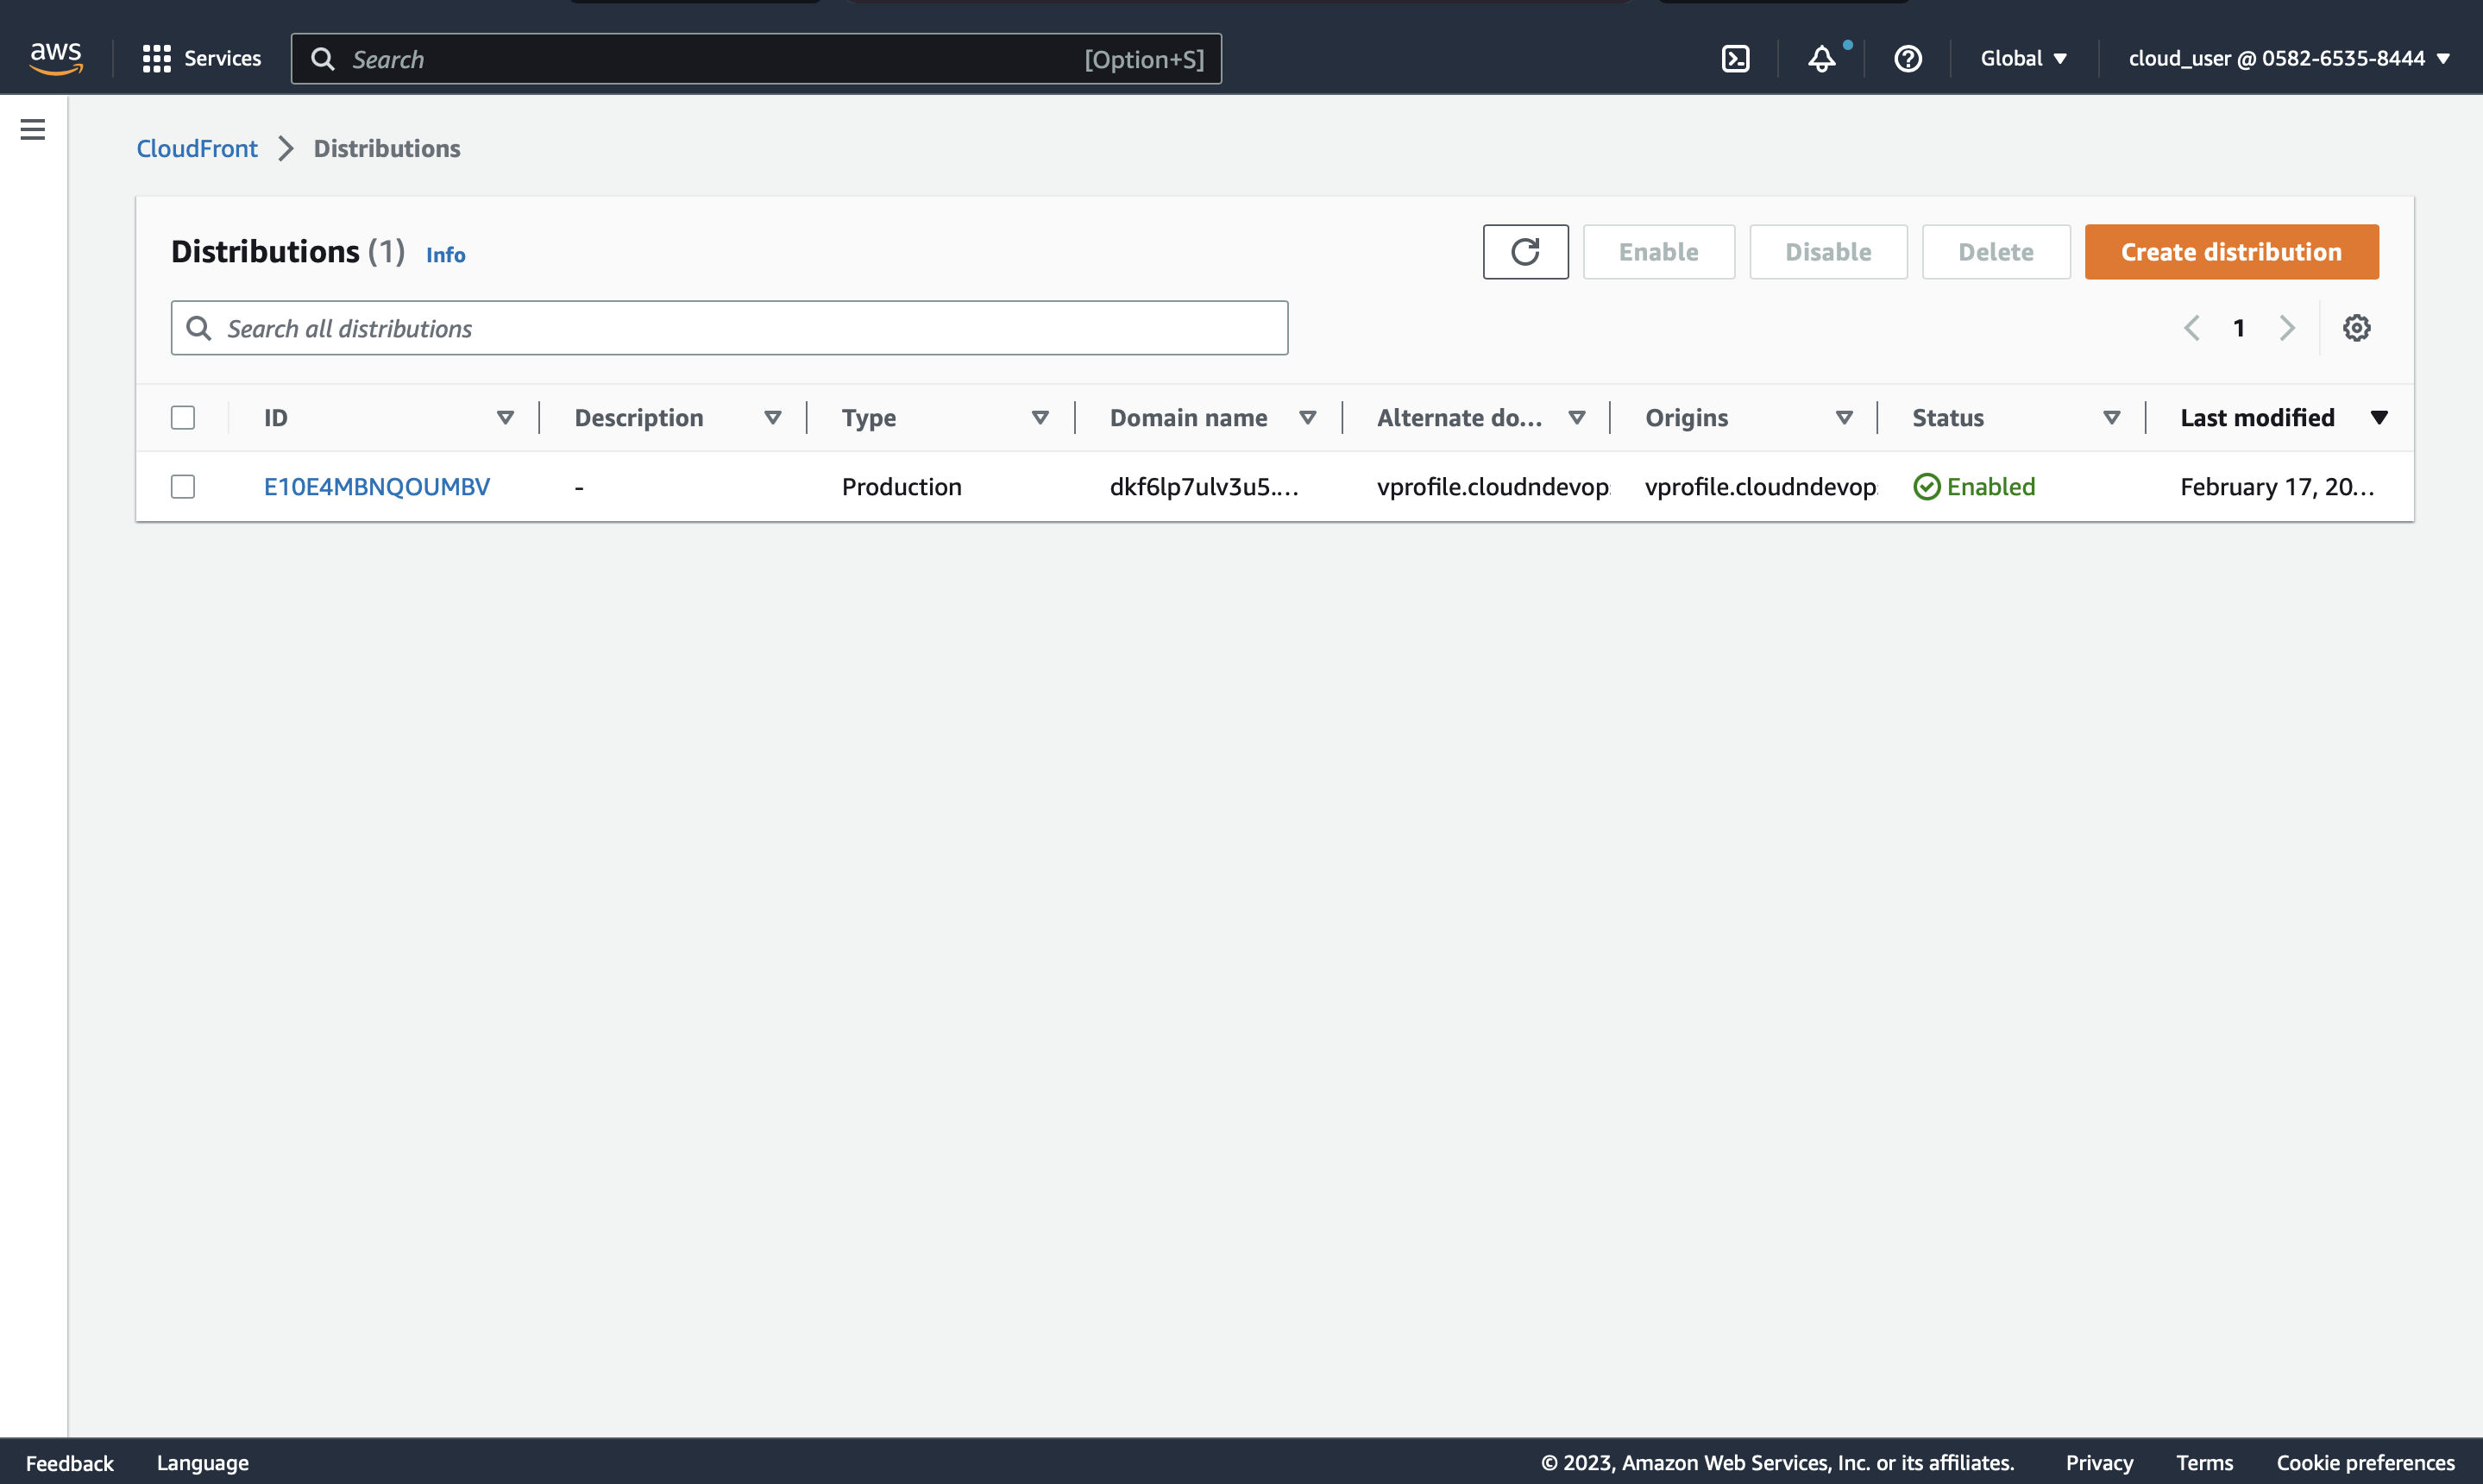 aws Services Search [Option+S] Global cloud_user @ 0582-6535-8444
CloudFront Distributions
Distributions (1) Info Enable Disable Delete Create distribution
Search all distributions 1
ID Description Type Domain name Alternate do... Origins Status Last modified
E10E4MBNQOUMBV - Production dkf6lp7ulv3u5.... vprofile.cloudndevop vprofile.cloudndevop Enabled February 17, 20...
Feedback Language © 2023, Amazon Web Services, Inc. or its affiliates. Privacy Terms Cookie preferences